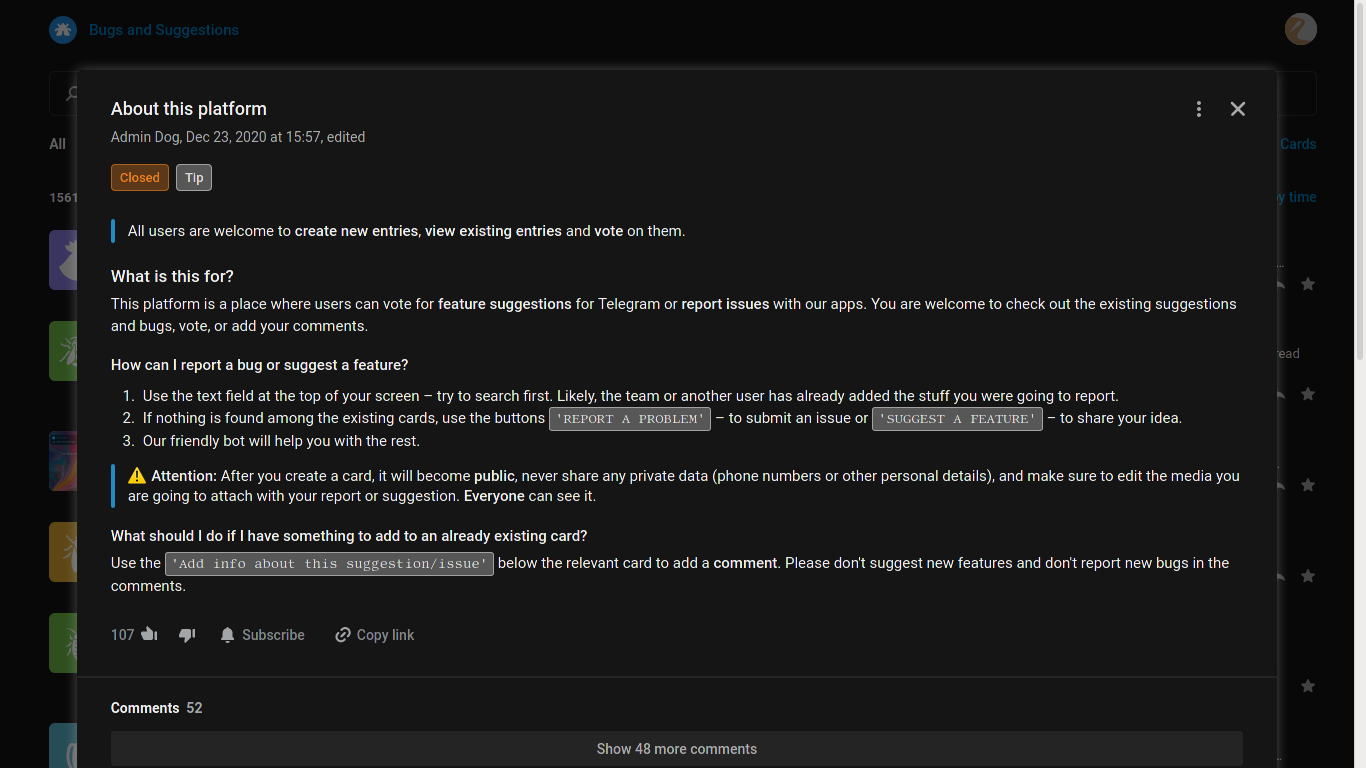 Bugs and Suggestions
About this platform
Admin Dog, Dec 23, 2020 at 15:57, edited
All
Cards
Closed
Tip
1561
by time
All users are welcome to create new entries, view existing entries and vote on them.
What is this for?
This platform is a place where users can vote for feature suggestions for Telegram or report issues with our apps. You are welcome to check out the existing suggestions
and bugs, vote, or add your comments.
How can I report a bug or suggest a feature?
1. Use the text field at the top of your screen – try to search first. Likely, the team or another user has already added the stuff you were going to report.
2. If nothing is found among the existing cards, use the buttons 'REPORT A PROBLEM' – to submit an issue or 'SUGGEST A FEATURE' – to share your idea.
3. Our friendly bot will help you with the rest.
⚠️ Attention: After you create a card, it will become public, never share any private data (phone numbers or other personal details), and make sure to edit the media you
are going to attach with your report or suggestion. Everyone can see it.
What should I do if I have something to add to an already existing card?
Use the 'Add info about this suggestion/issue' below the relevant card to add a comment. Please don't suggest new features and don't report new bugs in the
comments.
107
Subscribe
Copy link
Comments 52
Show 48 more comments